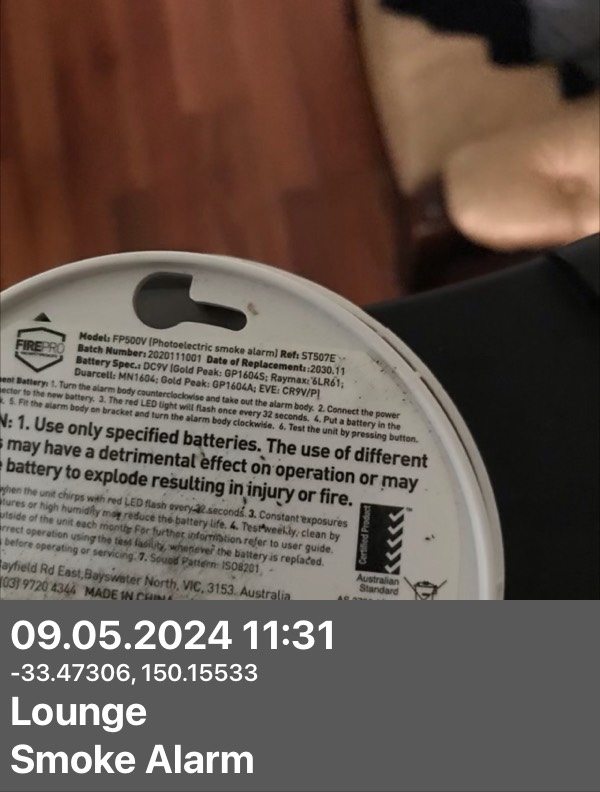 FIREPRO
Model: FP500V (Photoelectric smoke alarm) Ref: ST507E
Batch Number: 2020111001 Date of Replacement: :2030.11
Battery Spec.: DC9V (Gold Peak: GP1604S; Raymax: 6LR61;
Duarcell: MN1604; Gold Peak: GP1604A; EVE: CR9V/P)
Battery: 1. Turn the alarm body counterclockwise and take out the alarm body. 2. Connect the power
to the new battery. 3. The red LED light will flash once every 32 seconds. 4. Put a battery in the
5. Fit the alarm body on bracket and turn the alarm body clockwise. 6. Test the unit by pressing button.
N: 1. Use only specified batteries. The use of different
may have a detrimental effect on operation or may
battery to explode resulting in injury or fire.
when the unit chirps with red LED flash every 32 seconds. 3. Constant exposures
or high humidity may reduce the battery life. 4. Test weekly, clean by
outside of the unit each month. For further information, refer to user guide.
operation using the test facility, whenever the battery is replaced.
before operating or servicing. 7. Sound Pattern: ISO8201
Rd East, Bayswater North, VIC, 3153. Australia
(03) 9720 4344 MADE IN CHINA
Certified Product
Australian
Standard
09.05.2024 11:31
-33.47306, 150.15533
Lounge
Smoke Alarm